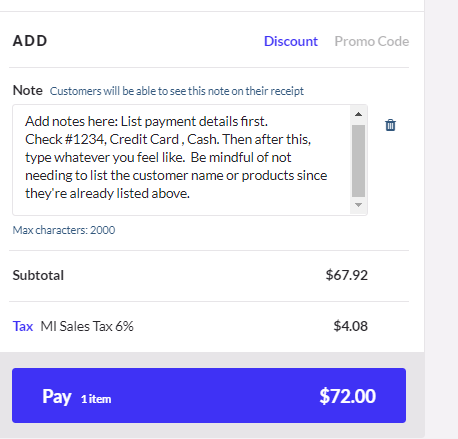 ADD Discount Promo Code
Note Customers will be able to see this note on their receipt
Add notes here: List payment details first.
Check #1234, Credit Card , Cash. Then after this,
type whatever you feel like.  Be mindful of not
needing to list the customer name or products since
they're already listed above.
Max characters: 2000
Subtotal $67.92
Tax MI Sales Tax 6% $4.08
Pay 1 item $72.00